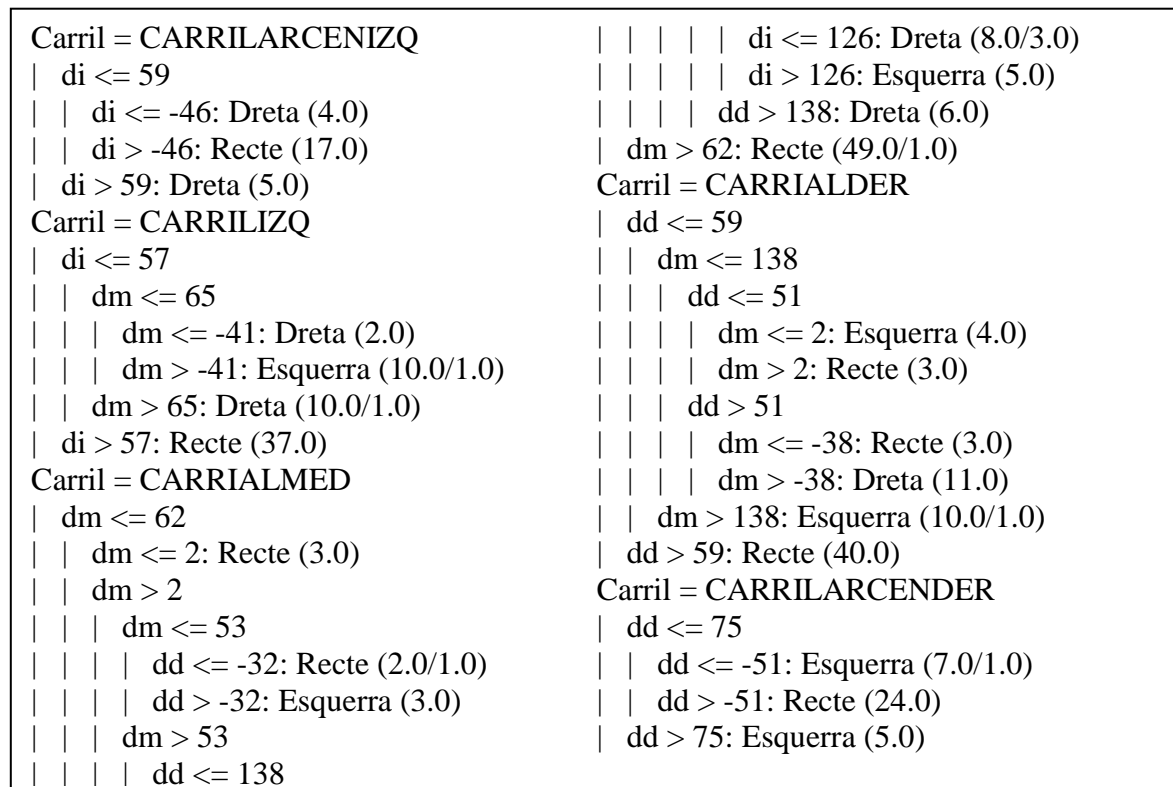 Carril = CARRILARCENIZQ
| di <= 59
| | di <= -46: Dreta (4.0)
| | di > -46: Recte (17.0)
| di > 59: Dreta (5.0)
Carril = CARRILIZQ
| di <= 57
| | dm <= 65
| | | dm <= -41: Dreta (2.0)
| | | dm > -41: Esquerra (10.0/1.0)
| | dm > 65: Dreta (10.0/1.0)
| di > 57: Recte (37.0)
Carril = CARRIALMED
| dm <= 62
| | dm <= 2: Recte (3.0)
| | dm > 2
| | | dm <= 53
| | | | dd <= -32: Recte (2.0/1.0)
| | | | dd > -32: Esquerra (3.0)
| | | dm > 53
| | | | dd <= 138
| | | | | di <= 126: Dreta (8.0/3.0)
| | | | | di > 126: Esquerra (5.0)
| | | | dd > 138: Dreta (6.0)
| dm > 62: Recte (49.0/1.0)
Carril = CARRIALDER
| dd <= 59
| | dm <= 138
| | | dd <= 51
| | | | dm <= 2: Esquerra (4.0)
| | | | dm > 2: Recte (3.0)
| | | dd > 51
| | | | dm <= -38: Recte (3.0)
| | | | dm > -38: Dreta (11.0)
| | dm > 138: Esquerra (10.0/1.0)
| dd > 59: Recte (40.0)
Carril = CARRILARCENDER
| dd <= 75
| | dd <= -51: Esquerra (7.0/1.0)
| | dd > -51: Recte (24.0)
| dd > 75: Esquerra (5.0)